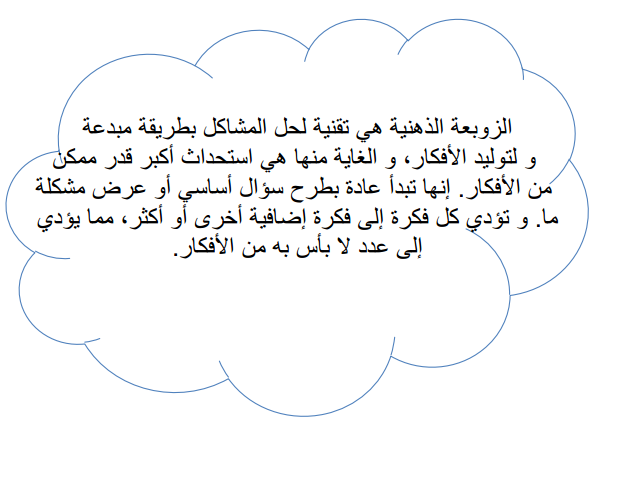 الزوبعة الذهنية هي تقنية لحل المشاكل بطريقة مبدعة
و لتوليد الأفكار، و الغاية منها هي استحداث أكبر قدر ممكن
من الأفكار. إنها تبدأ عادة بطرح سؤال أساسي أو عرض مشكلة
ما. و تؤدي كل فكرة إلى فكرة إضافية أخرى أو أكثر، مما يؤدي
إلى عدد لا بأس به من الأفكار.